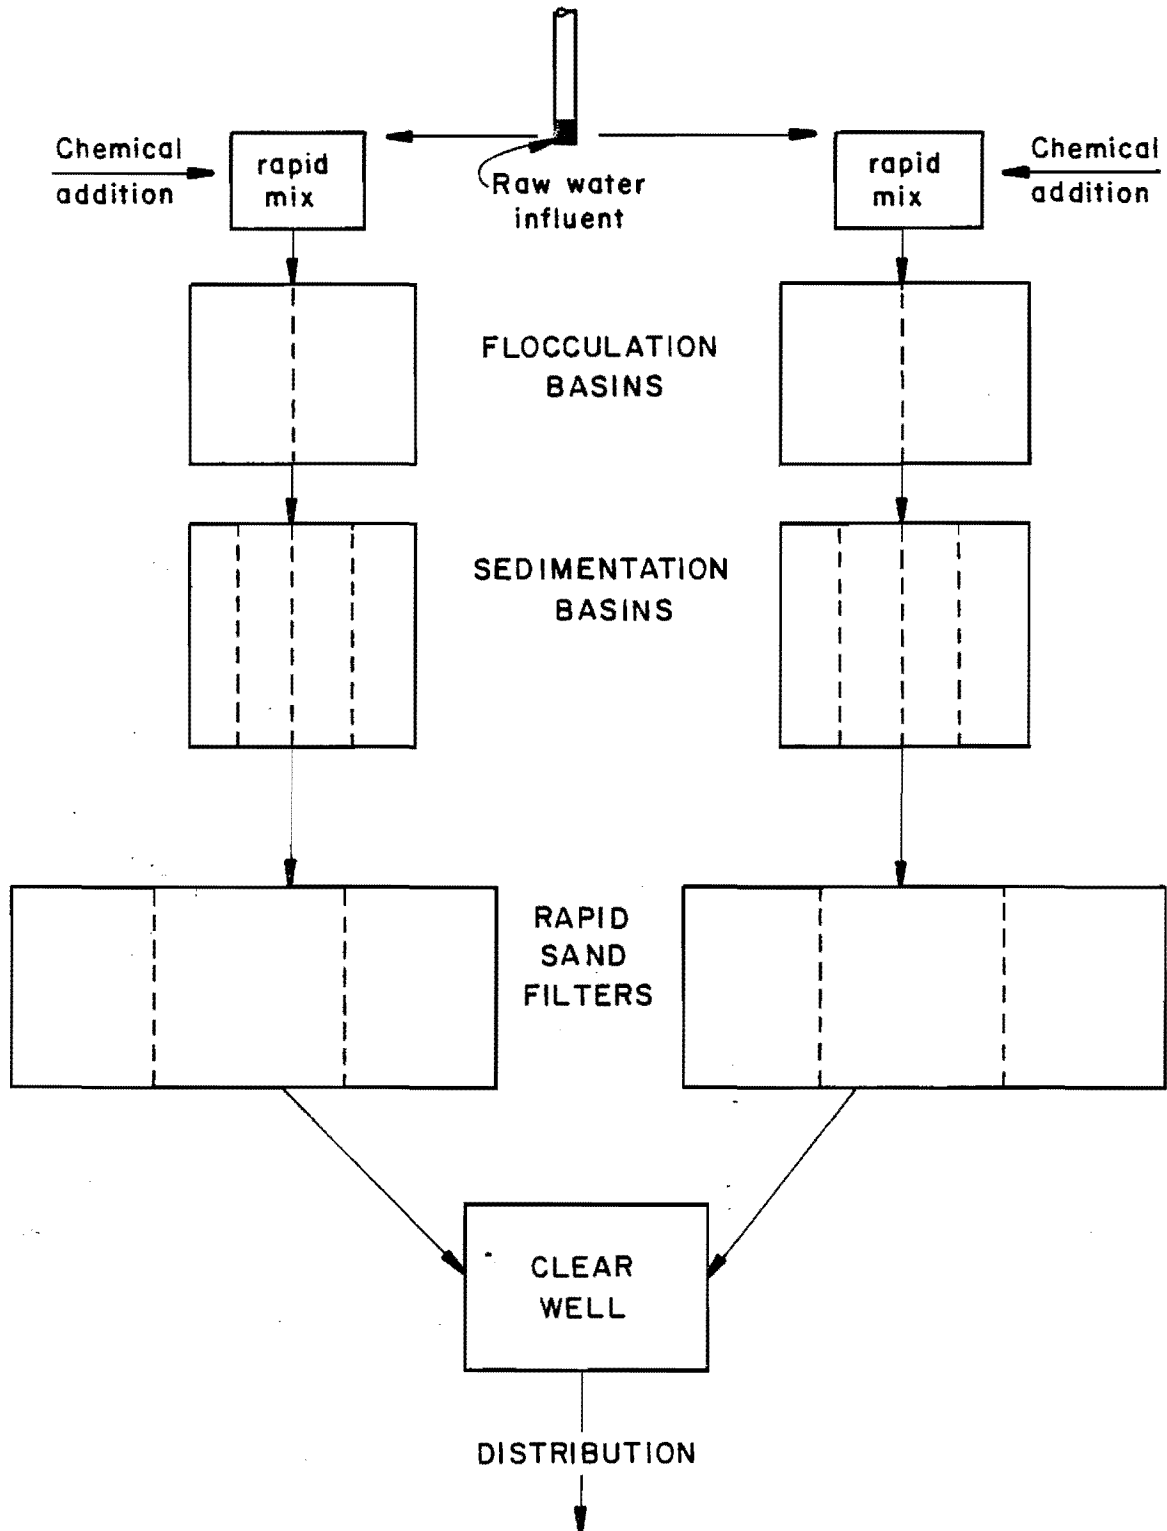 Chemical
addition
rapid
mix
Raw water
influent
rapid
mix
Chemical
addition
FLOCCULATION
BASINS
SEDIMENTATION
BASINS
RAPID
SAND
FILTERS
CLEAR
WELL
DISTRIBUTION